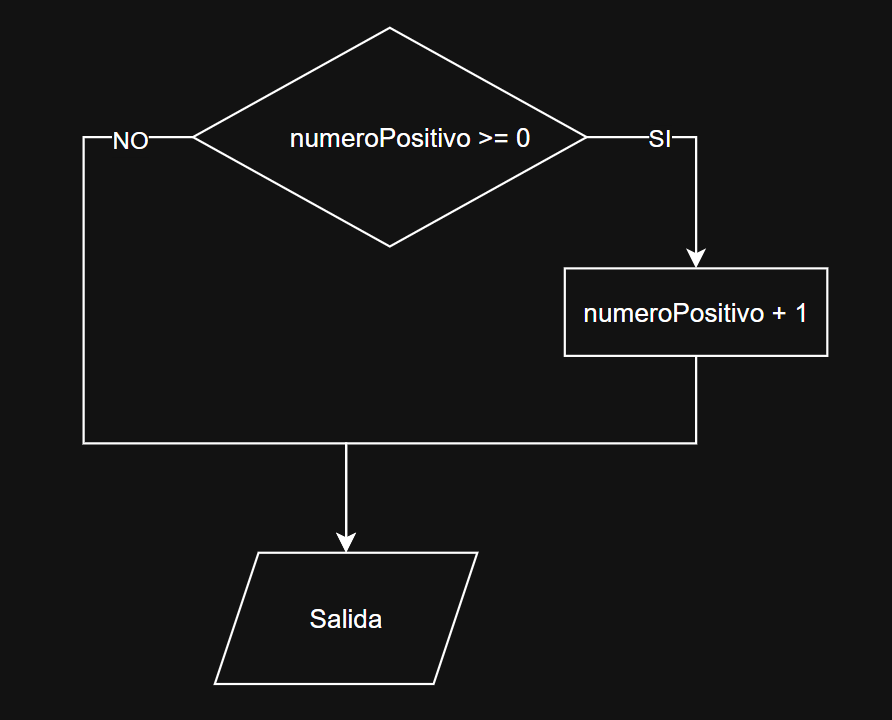 numeroPositivo >= 0
NO
SI
numeroPositivo + 1
Salida